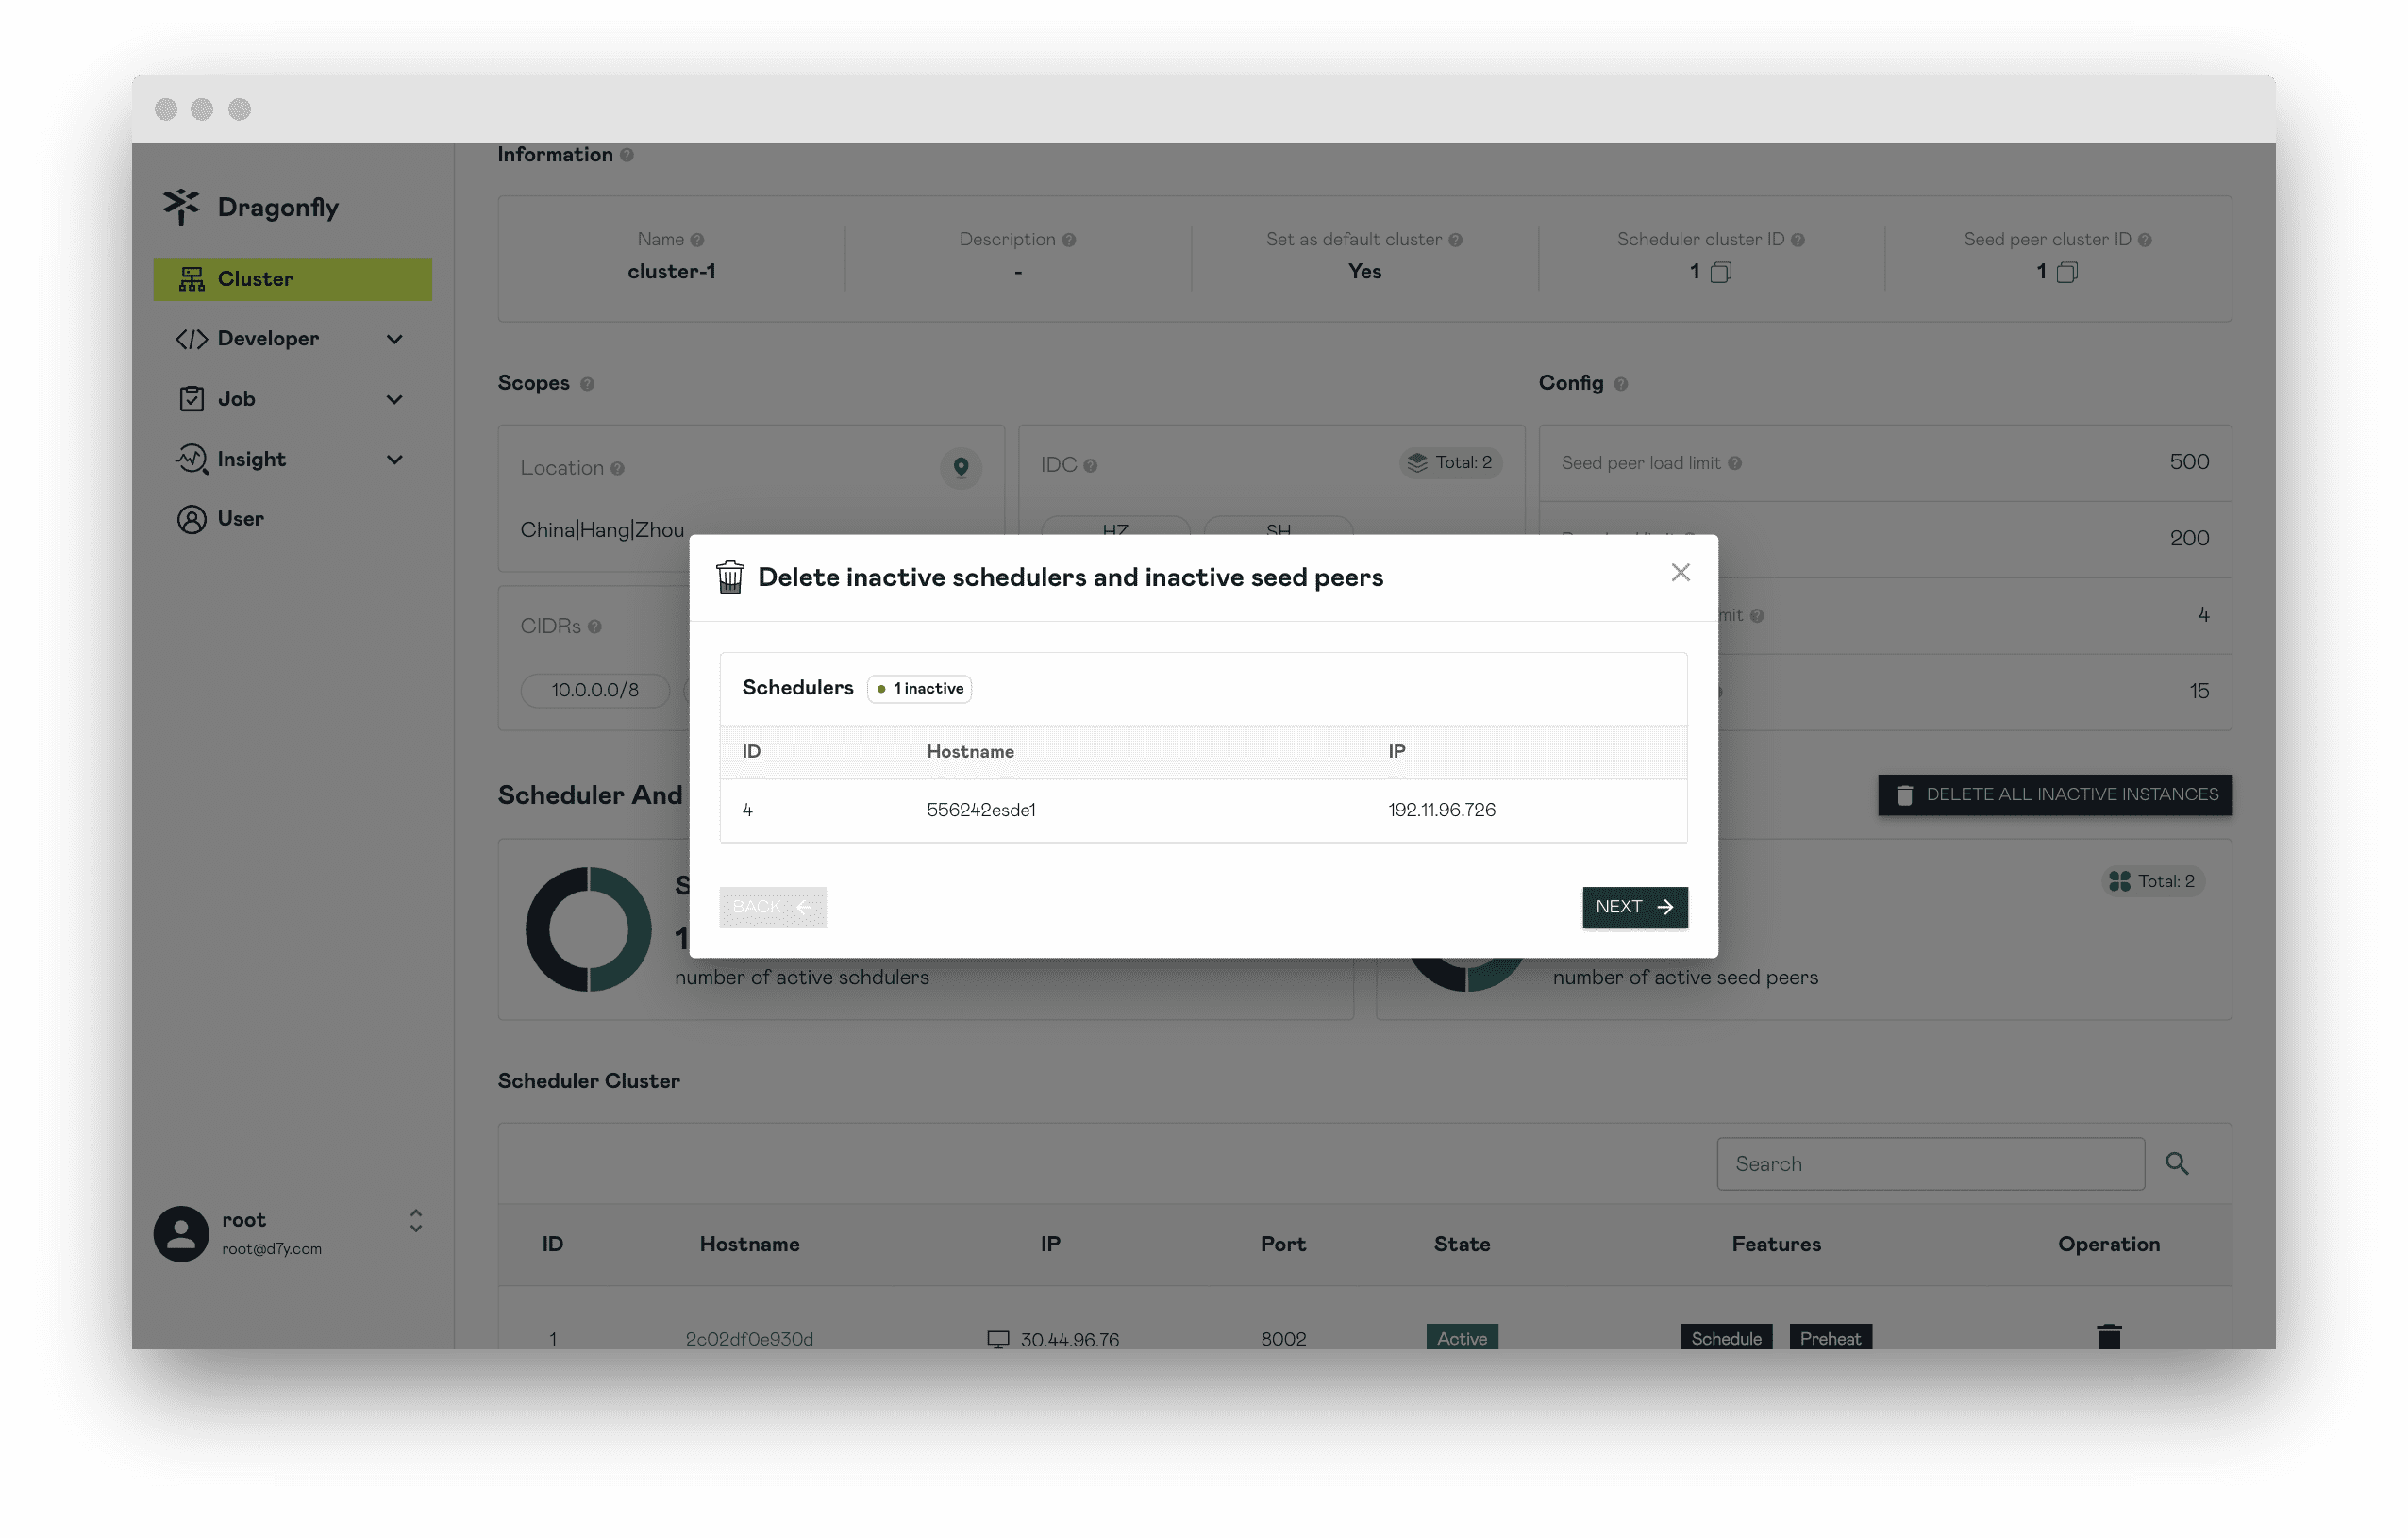 Information
Dragonfly
Cluster
Developer
Job
Insight
User
root
root@d7y.com
Name
cluster-1
Description
-
Set as default cluster
Yes
Scheduler cluster ID
1
Seed peer cluster ID
1
Scopes
Config
Location
China|Hang|Zhou
IDC
Total: 2
HZ
SH
CIDRs
10.0.0.0/8
Seed peer load limit
500
200
4
15
Delete inactive schedulers and inactive seed peers
Schedulers
1 inactive
ID Hostname IP
4 556242esde1 192.11.96.726
BACK
NEXT
Scheduler And
DELETE ALL INACTIVE INSTANCES
1
number of active schdulers
Total: 2
number of active seed peers
Scheduler Cluster
Search
ID Hostname IP Port State Features Operation
1 2c02df0e930d 30.44.96.76 8002 Active Schedule Preheat